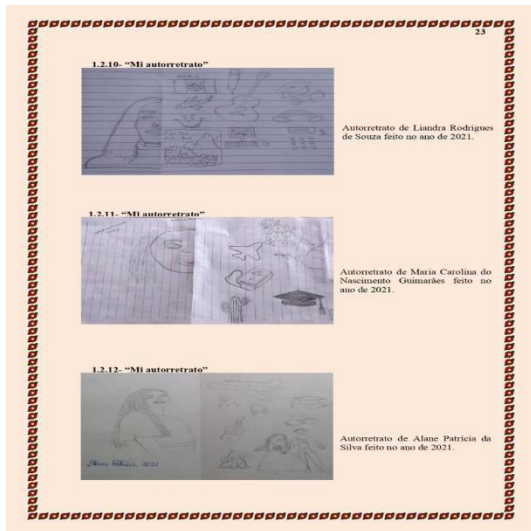 23
1.2.10- “Mi autorretrato”
Autorretrato de Liandra Rodrigues
de Souza feito no ano de 2021.
1.2.11- “Mi autorretrato”
Autorretrato de Maria Carolina do
Nascimento Guimarães feito no
ano de 2021.
1.2.12- “Mi autorretrato”
Autorretrato de Alane Patrícia da
Silva feito no ano de 2021.
2021